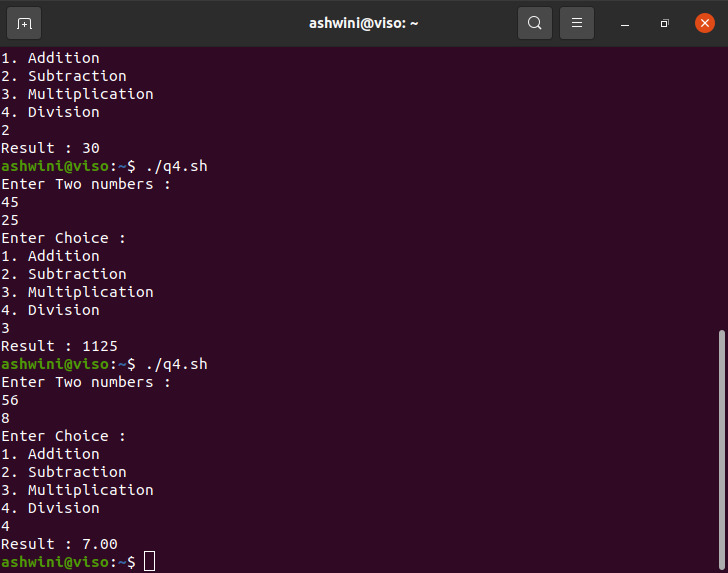 ashwini@viso: ~
1. Addition
2. Subtraction
3. Multiplication
4. Division
2
Result : 30
ashwini@viso:~$ ./q4.sh
Enter Two numbers :
45
25
Enter Choice :
1. Addition
2. Subtraction
3. Multiplication
4. Division
3
Result : 1125
ashwini@viso:~$ ./q4.sh
Enter Two numbers :
56
8
Enter Choice :
1. Addition
2. Subtraction
3. Multiplication
4. Division
4
Result : 7.00
ashwini@viso:~$